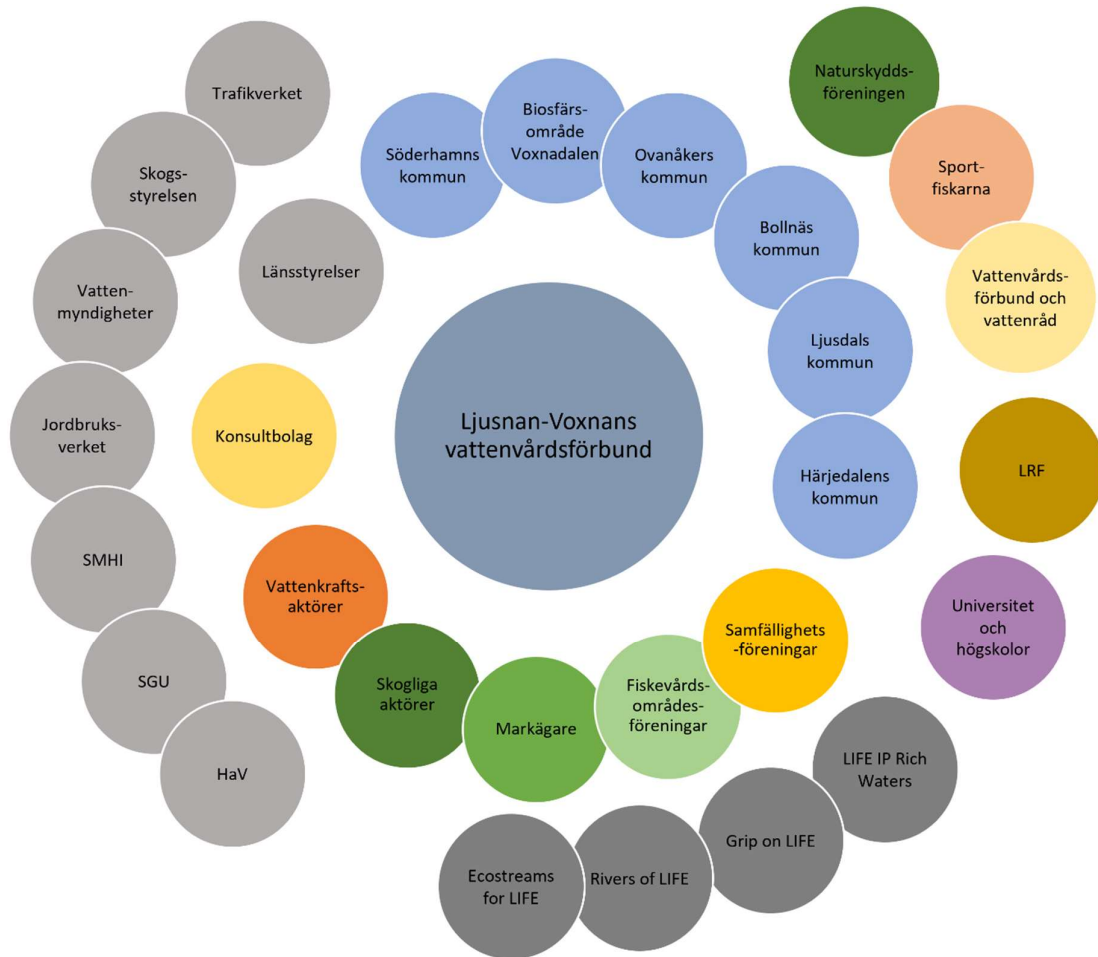 Trafikverket
Skogs-
styrelsen
Vatten-
myndigheter
Jordbruks-
verket
SMHI
SGU
HaV
Länsstyrelser
Konsultbolag
Vattenkrafts-
aktörer
Skogliga
aktörer
Markägare
Fiskevårds-
områdes-
föreningar
Samfällighets
-föreningar
Söderhamns
kommun
Biosfärs-
område
Voxnadalen
Ovanåkers
kommun
Bollnäs
kommun
Ljusdals
kommun
Härjedalens
kommun
Ljusnan-Voxnans
vattenvårdsförbund
Naturskydds-
föreningen
Sport-
fiskarna
Vattenvårds-
förbund och
vattenråd
LRF
Universitet
och
högskolor
LIFE IP Rich
Waters
Grip on LIFE
Rivers of LIFE
Ecostreams
for LIFE